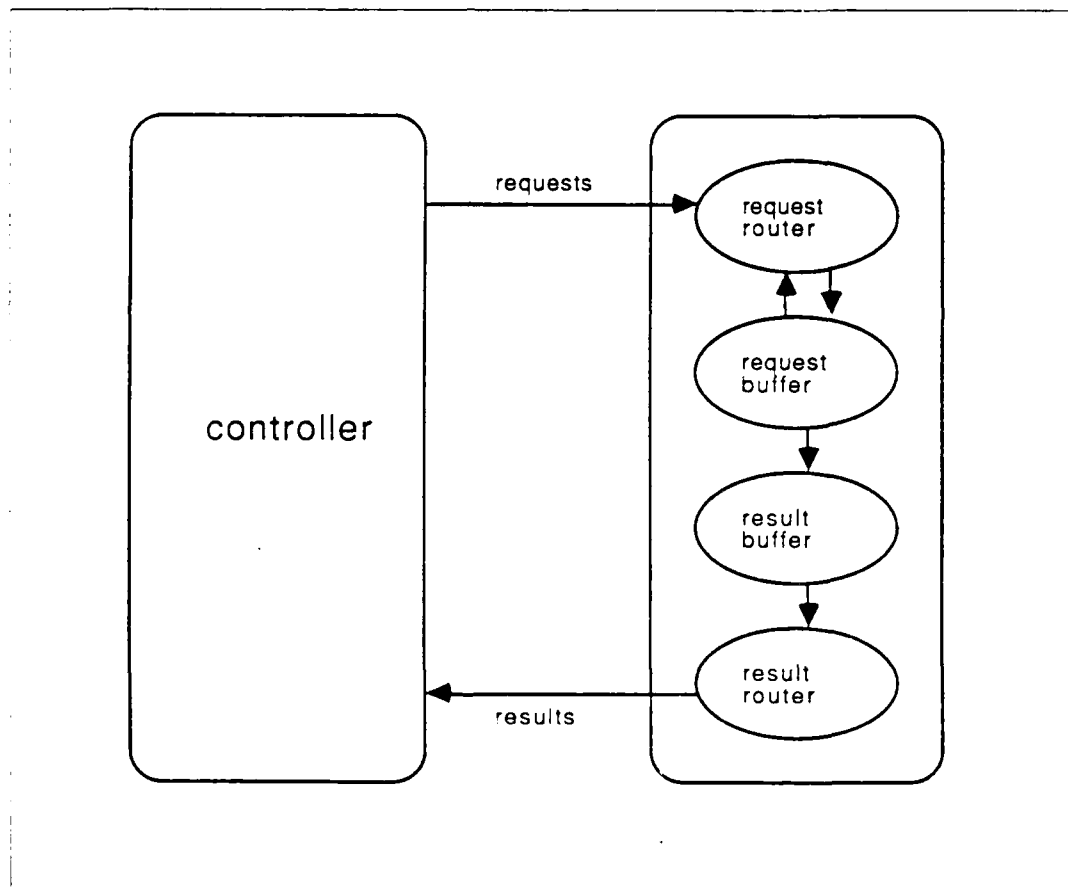 requests
request
router
request
buffer
controller
result
buffer
result
router
results